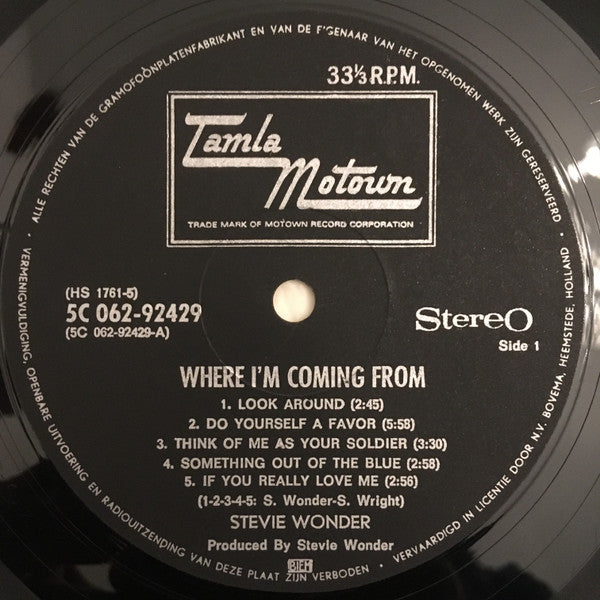 ALLE RECHTEN VAN DE GRAMOFOONPLATENFABRIKANT EN VAN DE F'GENAAR VAN HET OPGENOMEN WERK ZIJN GERESERVEERD ·
33⅓ R.P.M.
Tamla
Motown
TRADE MARK OF MOTOWN RECORD CORPORATION
(HS 1761-5)
5C 062-92429
(5C 062-92429-A)
StereO
Side 1
WHERE I'M COMING FROM
1. LOOK AROUND (2:45)
2. DO YOURSELF A FAVOR (5:58)
3. THINK OF ME AS YOUR SOLDIER (3:30)
4. SOMETHING OUT OF THE BLUE (2:58)
5. IF YOU REALLY LOVE ME (2:56)
(1-2-3-4-5: S. Wonder-S. Wright)
STEVIE WONDER
Produced By Stevie Wonder
BIEM
VERMENIGVULDIGING, OPENBARE UITVOERING EN RADIOUITZENDING VAN DEZE PLAAT ZIJN VERBODEN ·
VERVAARDIGD IN LICENTIE DOOR N.V. BOVEMA, HEEMSTEDE, HOLLAND